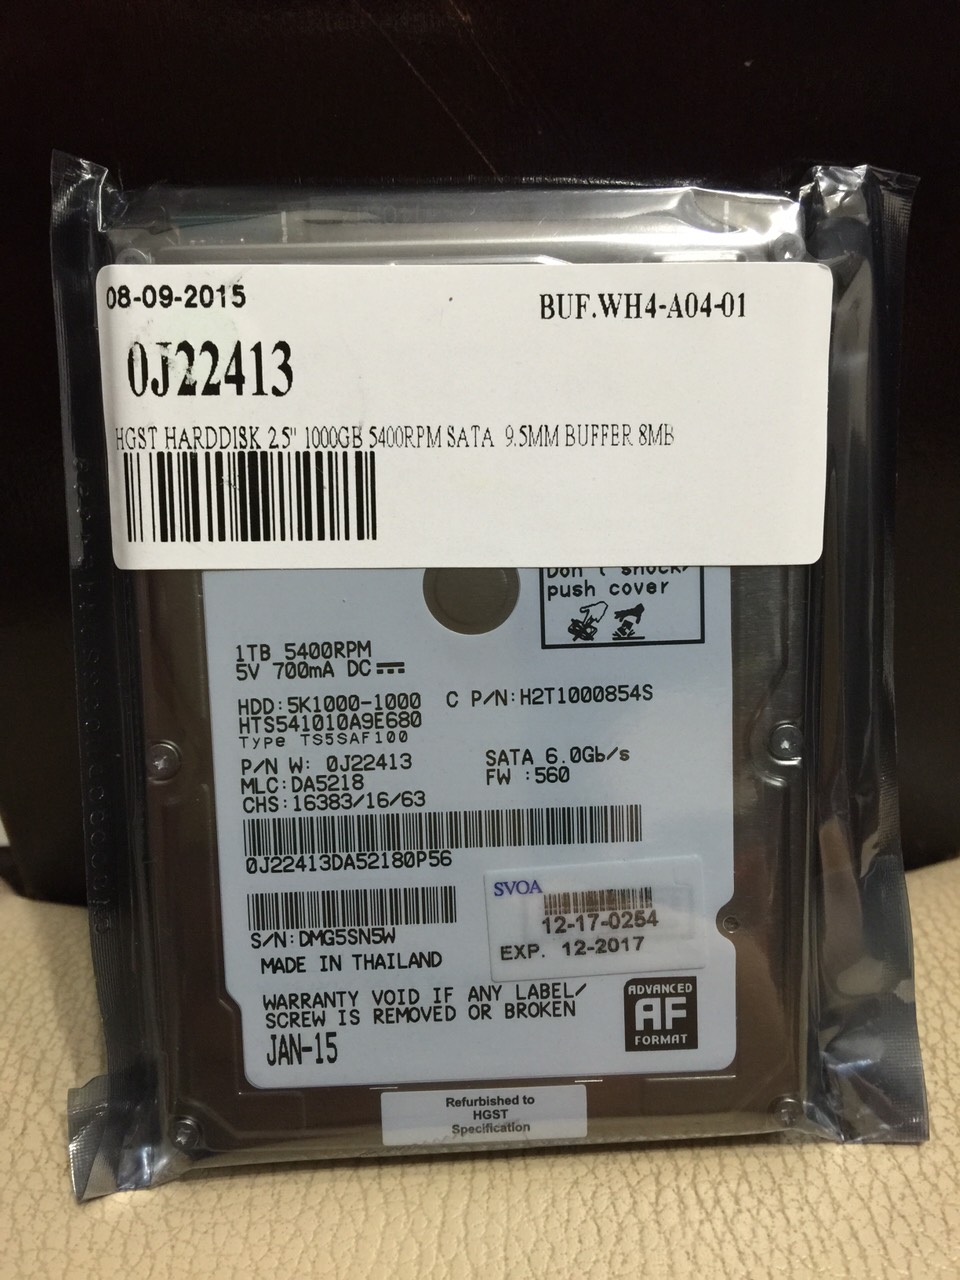 08-09-2015
BUF.WH4-A04-01
0J22413
HGST HARDDISK 2.5" 1000GB 5400RPM SATA 9.5MM BUFFER 8MB
Don't shock/
push cover
1TB 5400RPM
5V 700mA DC
HDD:5K1000-1000 C P/N:H2T1000854S
HTS541010A9E680
Type TS5SAF100
P/N W: 0J22413
SATA 6.0Gb/s
MLC:DA5218
FW :560
CHS:16383/16/63
0J22413DA52180P56
SVOA
12-17-0254
EXP. 12-2017
S/N:DMG5SN5W
MADE IN THAILAND
WARRANTY VOID IF ANY LABEL/
SCREW IS REMOVED OR BROKEN
JAN-15
ADVANCED
AF
FORMAT
Refurbished to
HGST
Specification